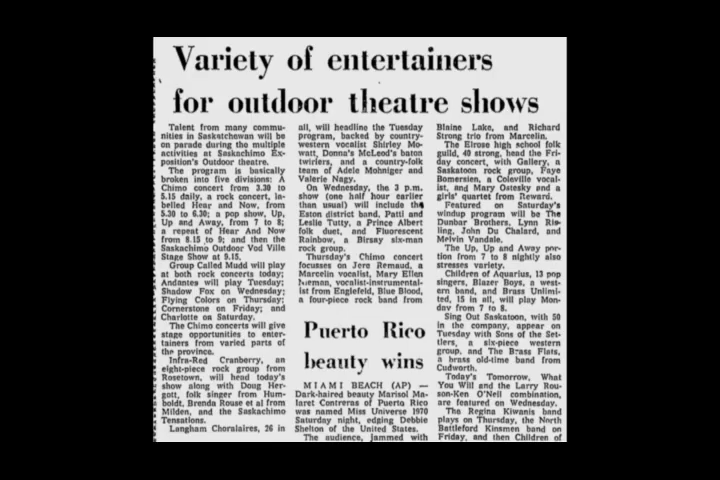 Variety of entertainers
for outdoor theatre shows
Talent from many commu-
nities in Saskatchewan will be
on parade during the multiple
activities at Saskachimo Ex-
position's Outdoor theatre.
The program is basically
broken into five divisions: A
Chimo concert from 3.30 to
5.15 daily, a rock concert, la-
belled Hear and Now, from
5.30 to 6.30; a pop show, Up,
Up and Away, from 7 to 8;
a repeat of Hear And Now
from 8.15 to 9; and then the
Saskachimo Outdoor Vod Ville
Stage Show at 9.15.
Group Called Mudd will play
at both rock concerts today;
Andantes will play Tuesday;
Shadow Fox on Wednesday;
Flying Colors on Thursday;
Cornerstone on Friday; and
Charlotte on Saturday.
The Chimo concerts will give
stage opportunities to enter-
tainers from varied parts of
the province.
Infra-Red Cranberry, an
eight-piece rock group from
Rosetown, will head today's
show along with Doug Her-
gott, folk singer from Hum-
boldt, Brenda Rouse et al from
Milden, and the Saskachimo
Tensations.
Langham Choralaires, 26 in
all, will headline the Tuesday
program, backed by country-
western vocalist Shirley Mo-
watt, Donna's McLeod's baton
twirlers, and a country-folk
team of Adele Mohniger and
Valerie Nagy.
On Wednesday, the 3 p.m.
show (one half hour earlier
than usual) will include the
Eston district band, Patti and
Leslie Tutty, a Prince Albert
folk duet, and Fluorescent
Rainbow, a Birsay six-man
rock group.
Thursday's Chimo concert
focusses on Jere Remaud, a
Marcelin vocalist, Mary Ellen
vocalist-instrumental-
ist from Englefeld, Blue Blood,
a four-piece rock band from
Blaine Lake, and Richard
Strong trio from Marcelin.
The Elrose high school folk
guild, 40 strong, head the Fri-
day concert, with Gallery, a
Saskatoon rock group, Faye
Bomersien, a Coleville vocal-
ist, and Mary Ostesky and a
girls' quartet from Reward.
Featured on Saturday's
windup program will be The
Dunbar Brothers, Lynn Ris-
ling, John Du Chalard, and
Melvin Vandale.
The Up, Up and Away por-
tion from 7 to 8 nightly also
stresses variety.
Children of Aquarius, 13 pop
singers, Blazer Boys, a west-
ern band, and Brass Unlimi-
ted, 15 in all, will play Mon-
day from 7 to 8.
Sing Out Saskatoon, with 50
in the company, appear on
Tuesday with Sons of the Set-
tlers, a six-piece western
group, and The Brass Flats,
a brass old-time band from
Cudworth.
Today's Tomorrow, What
You Will and the Larry Rou-
son-Ken O'Neil combination,
are featured on Wednesday.
The Regina Kiwanis band
plays on Thursday, the North
Battleford Kinsmen band on
Friday, and then Children of
Puerto Rico
beauty wins
MIAMI BEACH (AP) —
Dark-haired beauty Marisol Ma-
laret Contreras of Puerto Rico
was named Miss Universe 1970
Saturday night, edging Debbie
Shelton of the United States.
The audience, jammed with